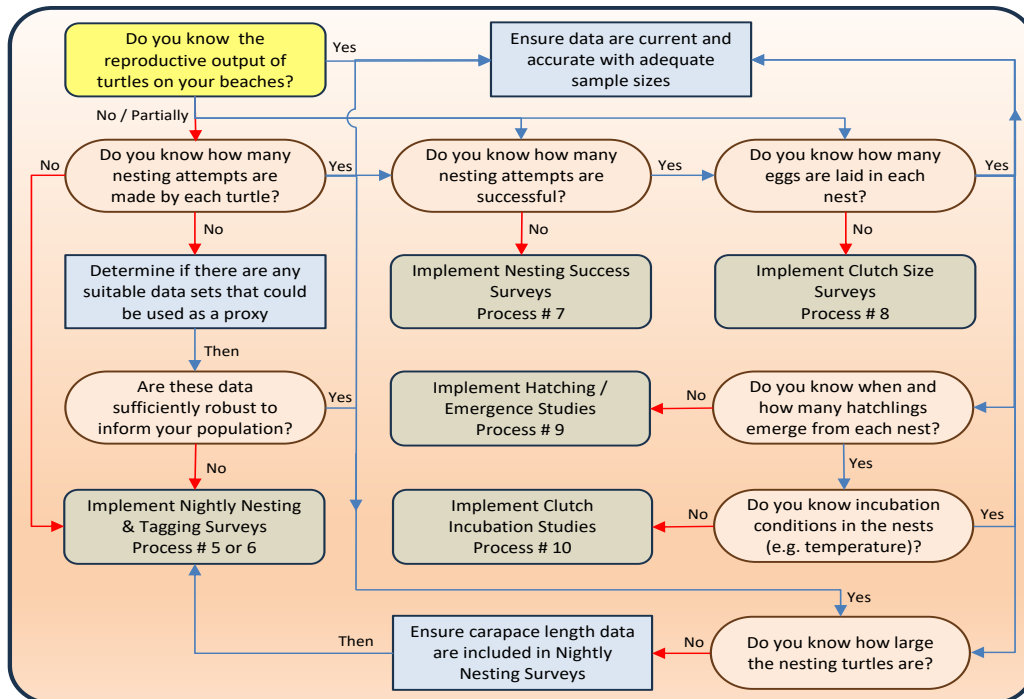 Do you know  the
reproductive output of
turtles on your beaches?
Yes
Ensure data are current and
accurate with adequate
sample sizes
No / Partially
No
Do you know how many
nesting attempts are
made by each turtle?
Yes
Do you know how many
nesting attempts are
successful?
Yes
Do you know how many
eggs are laid in each
nest?
Yes
No
No
No
Determine if there are any
suitable data sets that could
be used as a proxy
Implement Nesting Success
Surveys
Process # 7
Implement Clutch Size
Surveys
Process # 8
Then
Are these data
sufficiently robust to
inform your population?
Yes
Implement Hatching /
Emergence Studies
Process # 9
No
Do you know when and
how many hatchlings
emerge from each nest?
No
Yes
Implement Nightly Nesting
& Tagging Surveys
Process # 5 or 6
Implement Clutch
Incubation Studies
Process # 10
No
Do you know incubation
conditions in the nests
(e.g. temperature)?
Yes
Yes
Then
Ensure carapace length data
are included in Nightly
Nesting Surveys
No
Do you know how large
the nesting turtles are?